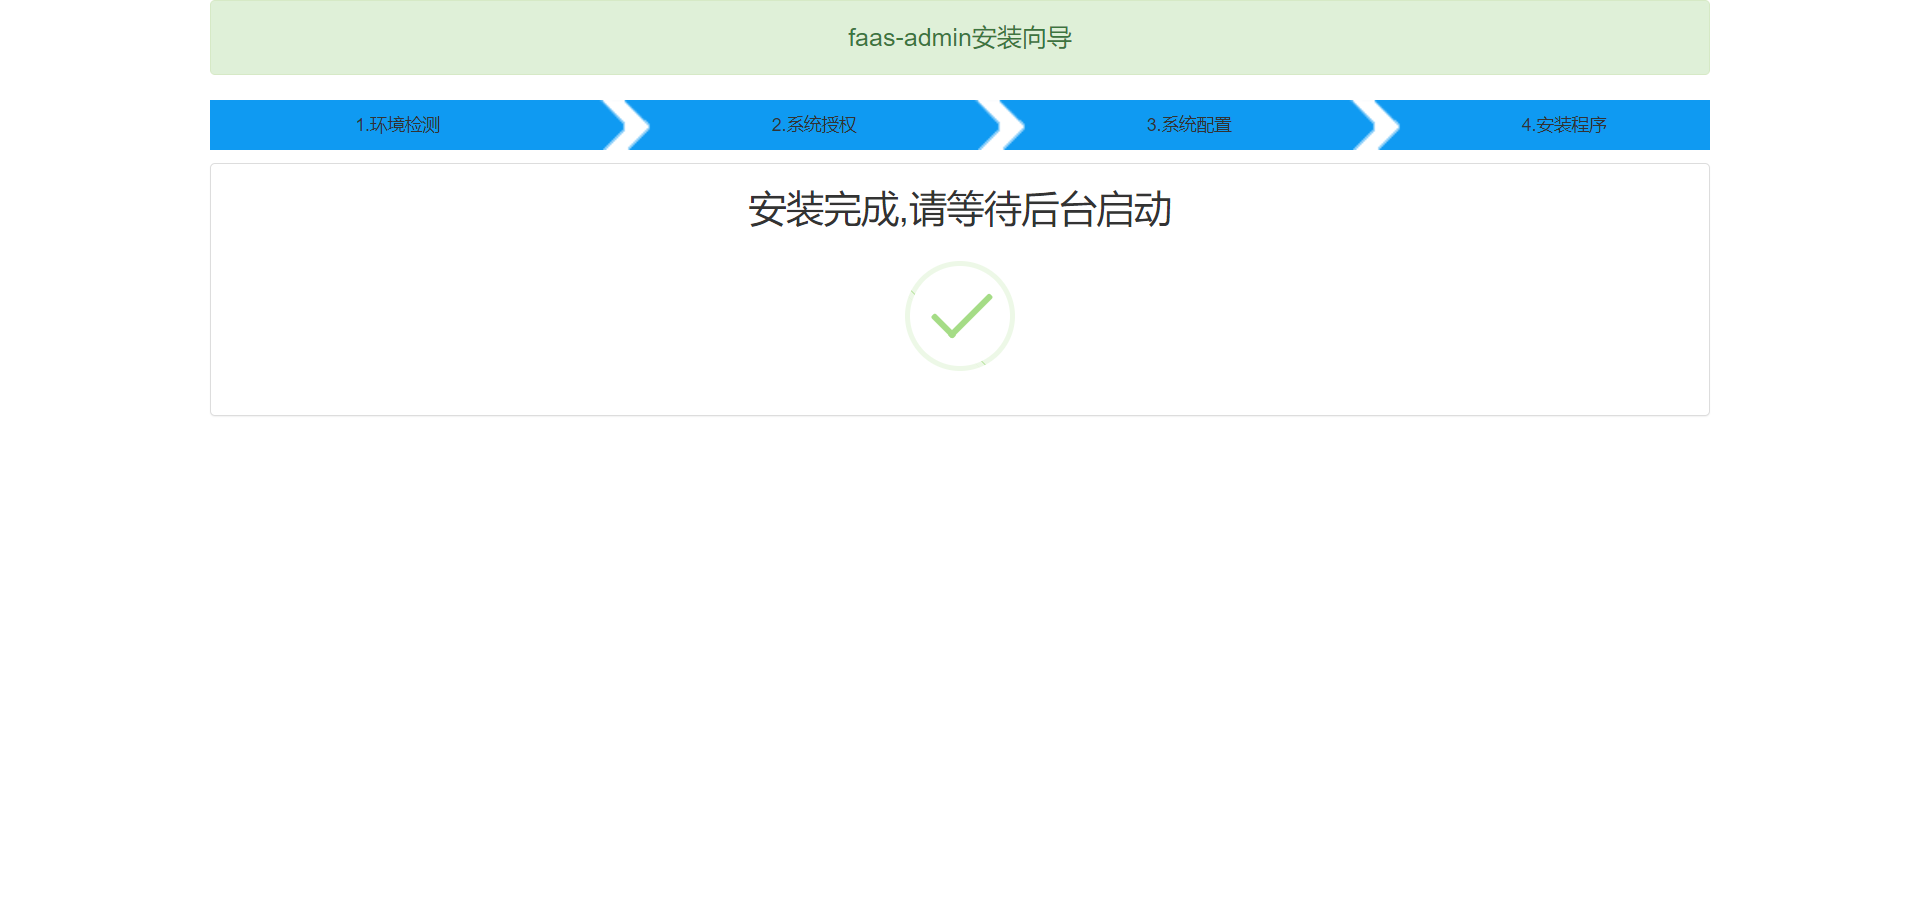 faas-admin安装向导
1.环境检测
2.系统授权
3.系统配置
4.安装程序
安装完成,请等待后台启动